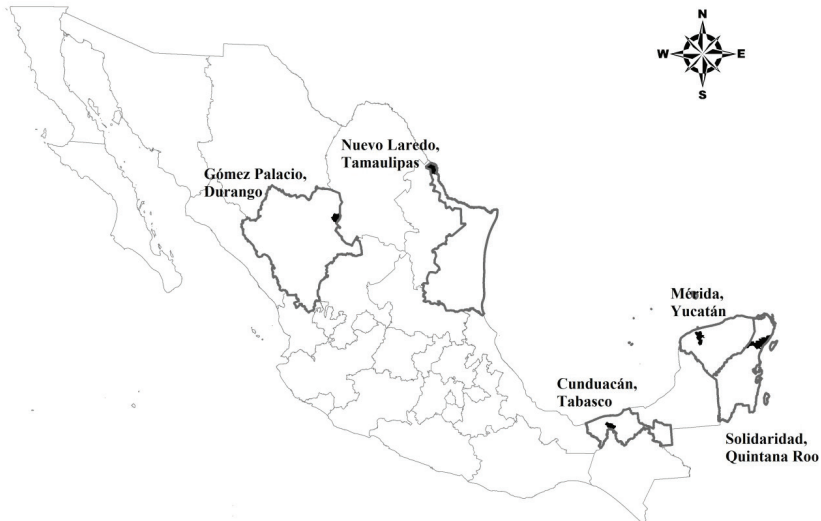 N
W E
S
Nuevo Laredo,
Tamaulipas
Gómez Palacio,
Durango
Mérida,
Yucatán
Cunduacán,
Tabasco
Solidaridad,
Quintana Roo